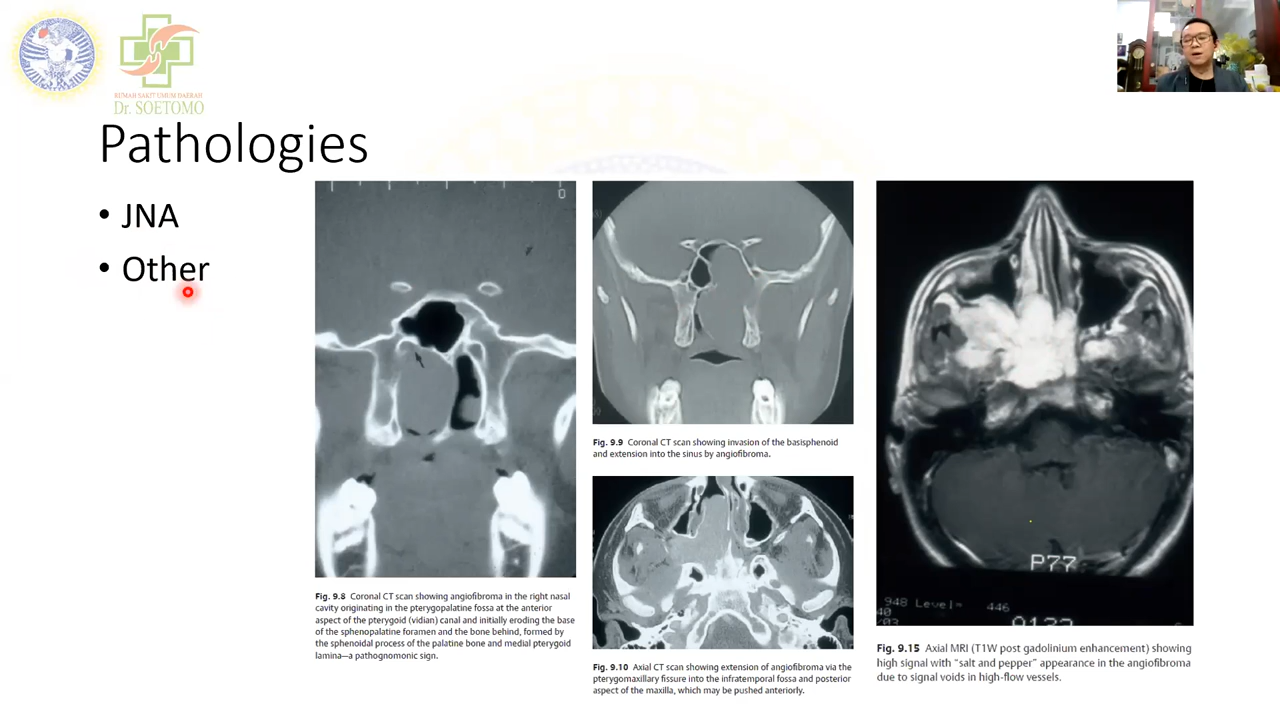 RUMAH SAKIT UMUM DAERAH
Dr. SOETOMO
Pathologies
• JNA
• Other
Fig. 9.8 Coronal CT scan showing angiofibroma in the right nasal
cavity originating in the pterygopalatine fossa at the anterior
aspect of the pterygoid (vidian) canal and initially eroding the base
of the sphenopalatine foramen and the bone behind, formed by
the sphenoidal process of the palatine bone and medial pterygoid
lamina—a pathognomonic sign.
Fig. 9.9 Coronal CT scan showing invasion of the basisphenoid
and extension into the sinus by angiofibroma.
Fig. 9.10 Axial CT scan showing extension of angiofibroma via the
pterygomaxillary fissure into the infratemporal fossa and posterior
aspect of the maxilla, which may be pushed anteriorly.
P77
948 Level= 446
Fig. 9.15 Axial MRI (T1W post gadolinium enhancement) showing
high signal with "salt and pepper" appearance in the angiofibroma
due to signal voids in high-flow vessels.